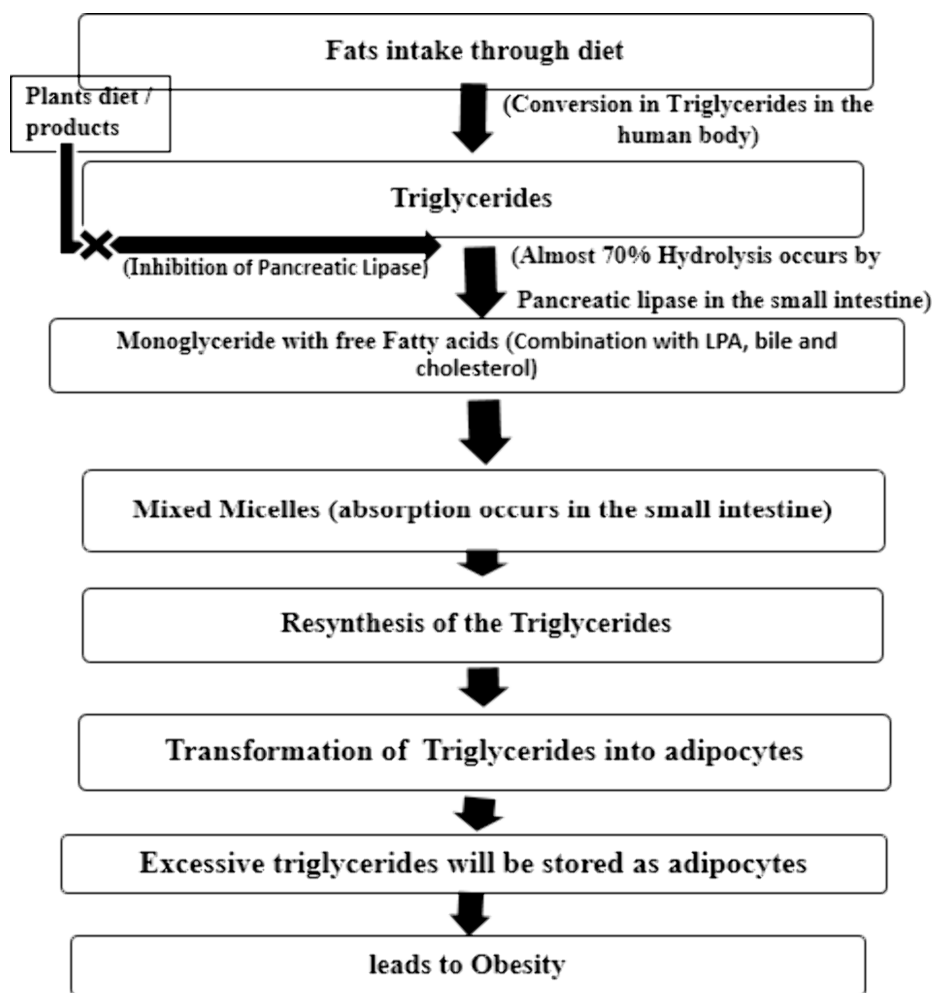 Fats intake through diet
Plants diet /
products
(Conversion in Triglycerides in the
human body)
Triglycerides
(Inhibition of Pancreatic Lipase)
(Almost 70% Hydrolysis occurs by
Pancreatic lipase in the small intestine)
Monoglyceride with free Fatty acids (Combination with LPA, bile and
cholesterol)
Mixed Micelles (absorption occurs in the small intestine)
Resynthesis of the Triglycerides
Transformation of Triglycerides into adipocytes
Excessive triglycerides will be stored as adipocytes
leads to Obesity